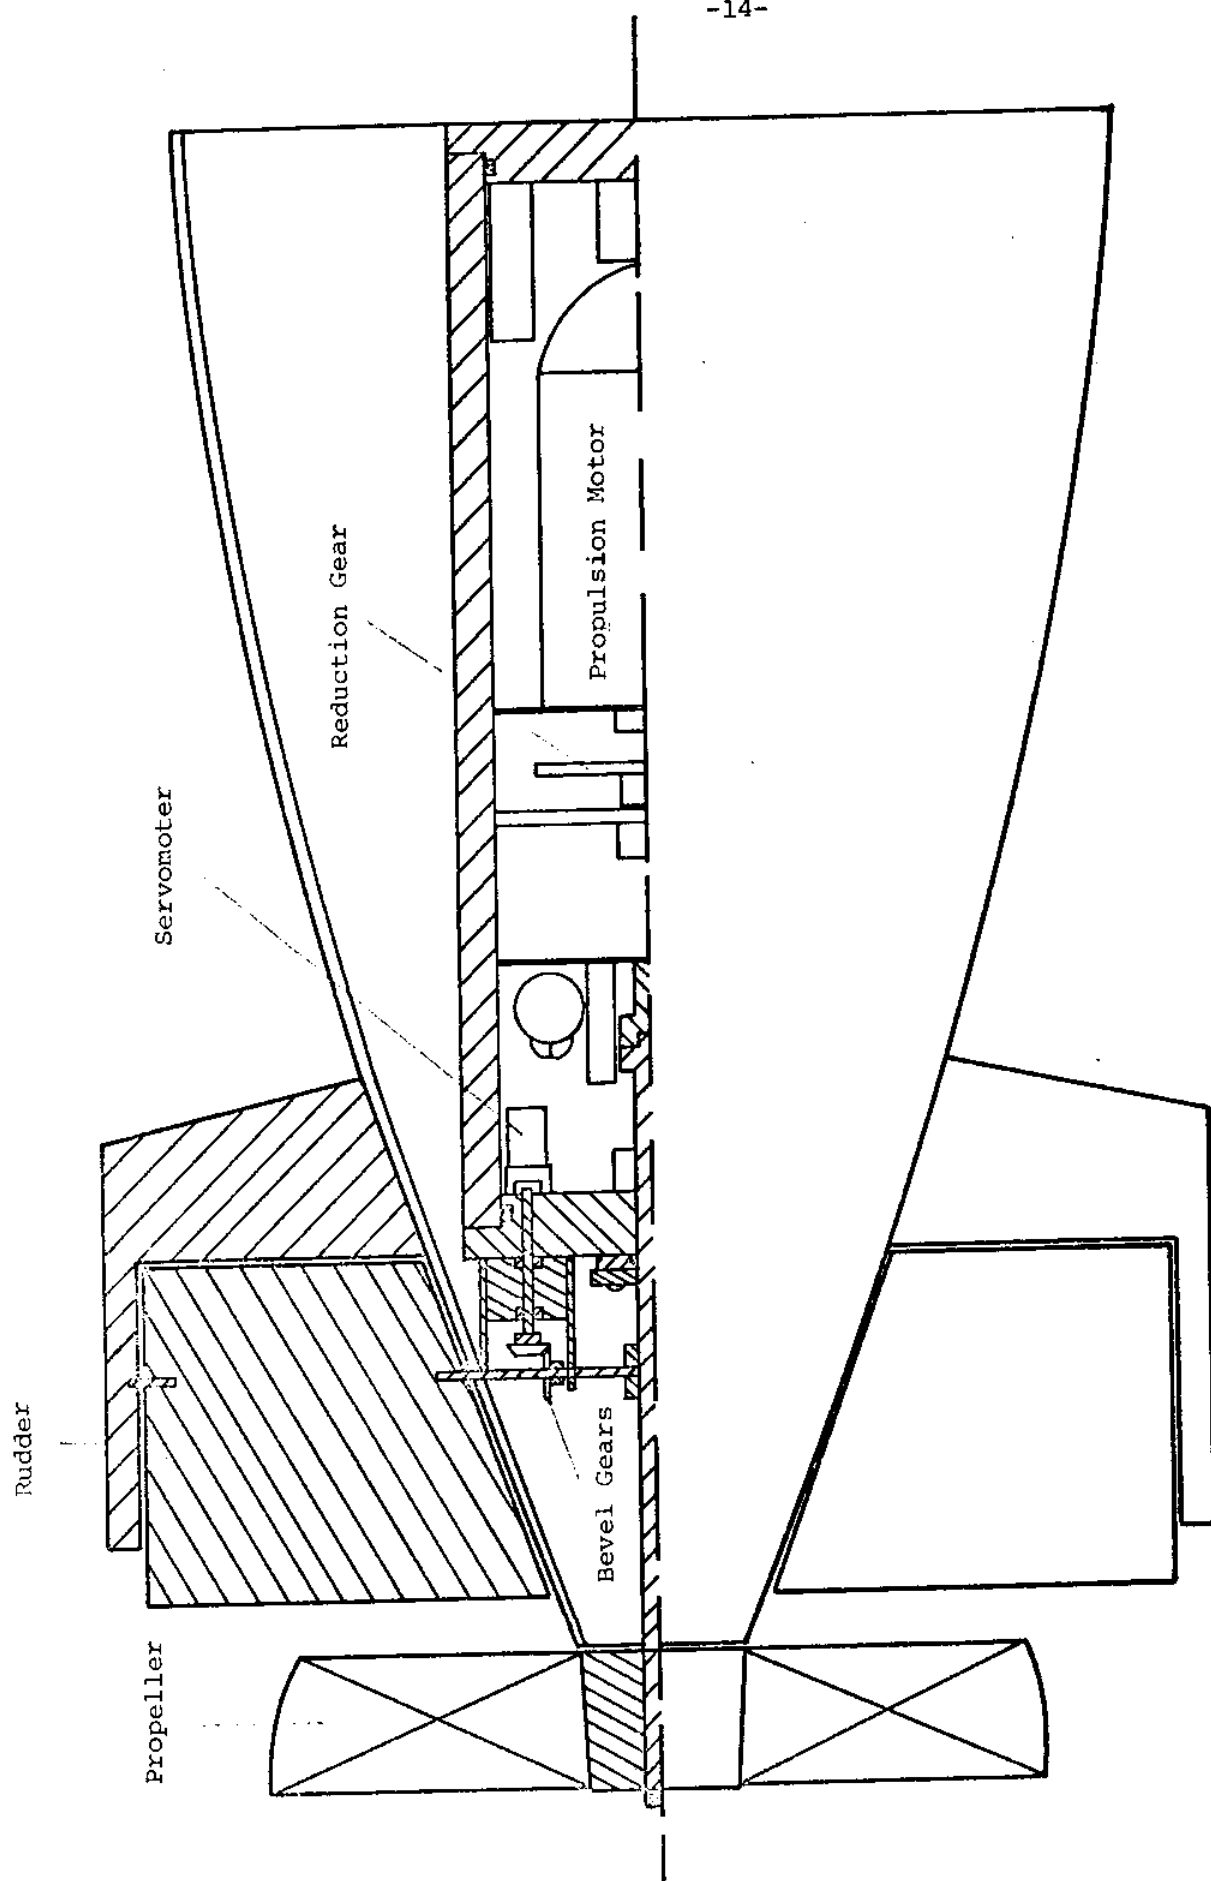 -14-
Reduction Gear
Propulsion Motor
Servomoter
Rudder
Bevel Gears
Propeller